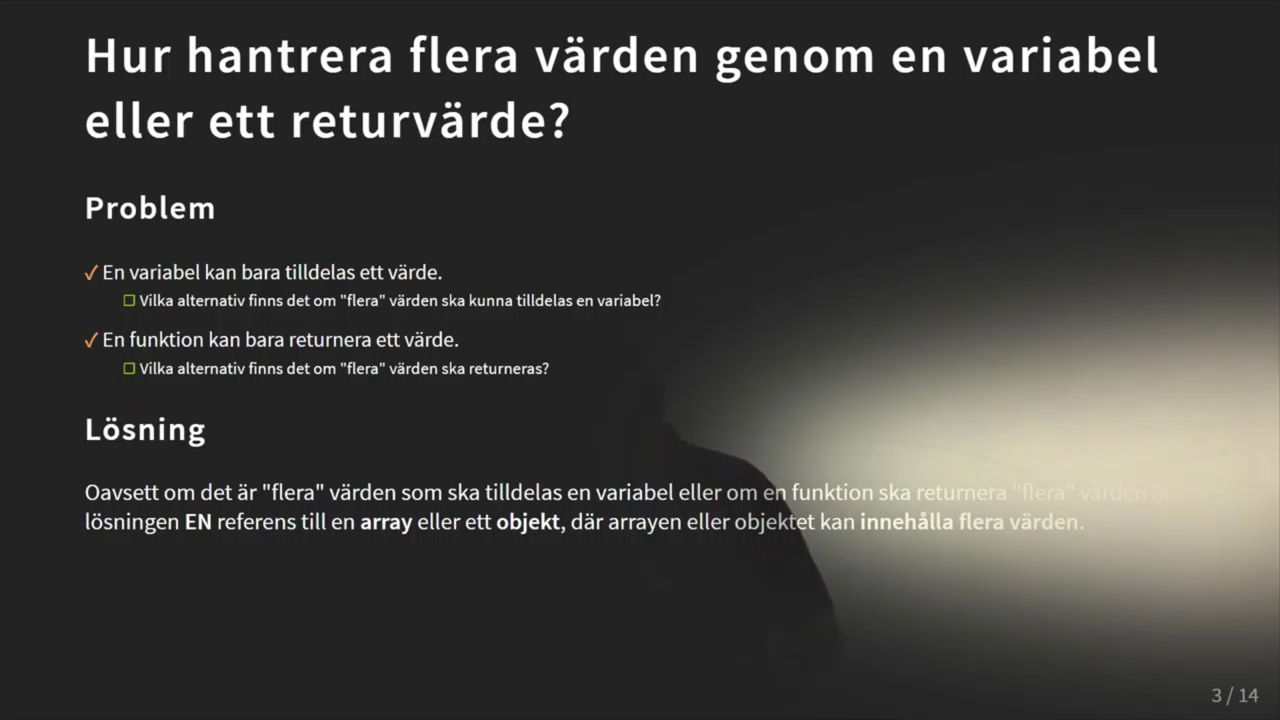 Hur hantrera flera värden genom en variabel
eller ett returvärde?
Problem
✓ En variabel kan bara tilldelas ett värde.
☐ Vilka alternativ finns det om "flera" värden ska kunna tilldelas en variabel?
✓ En funktion kan bara returnera ett värde.
☐ Vilka alternativ finns det om "flera" värden ska returneras?
Lösning
Oavsett om det är "flera" värden som ska tilldelas en variabel eller om en funktion ska returnera "flera" värden är
lösningen EN referens till en array eller ett objekt, där arrayen eller objektet kan innehålla flera värden.
3 / 14